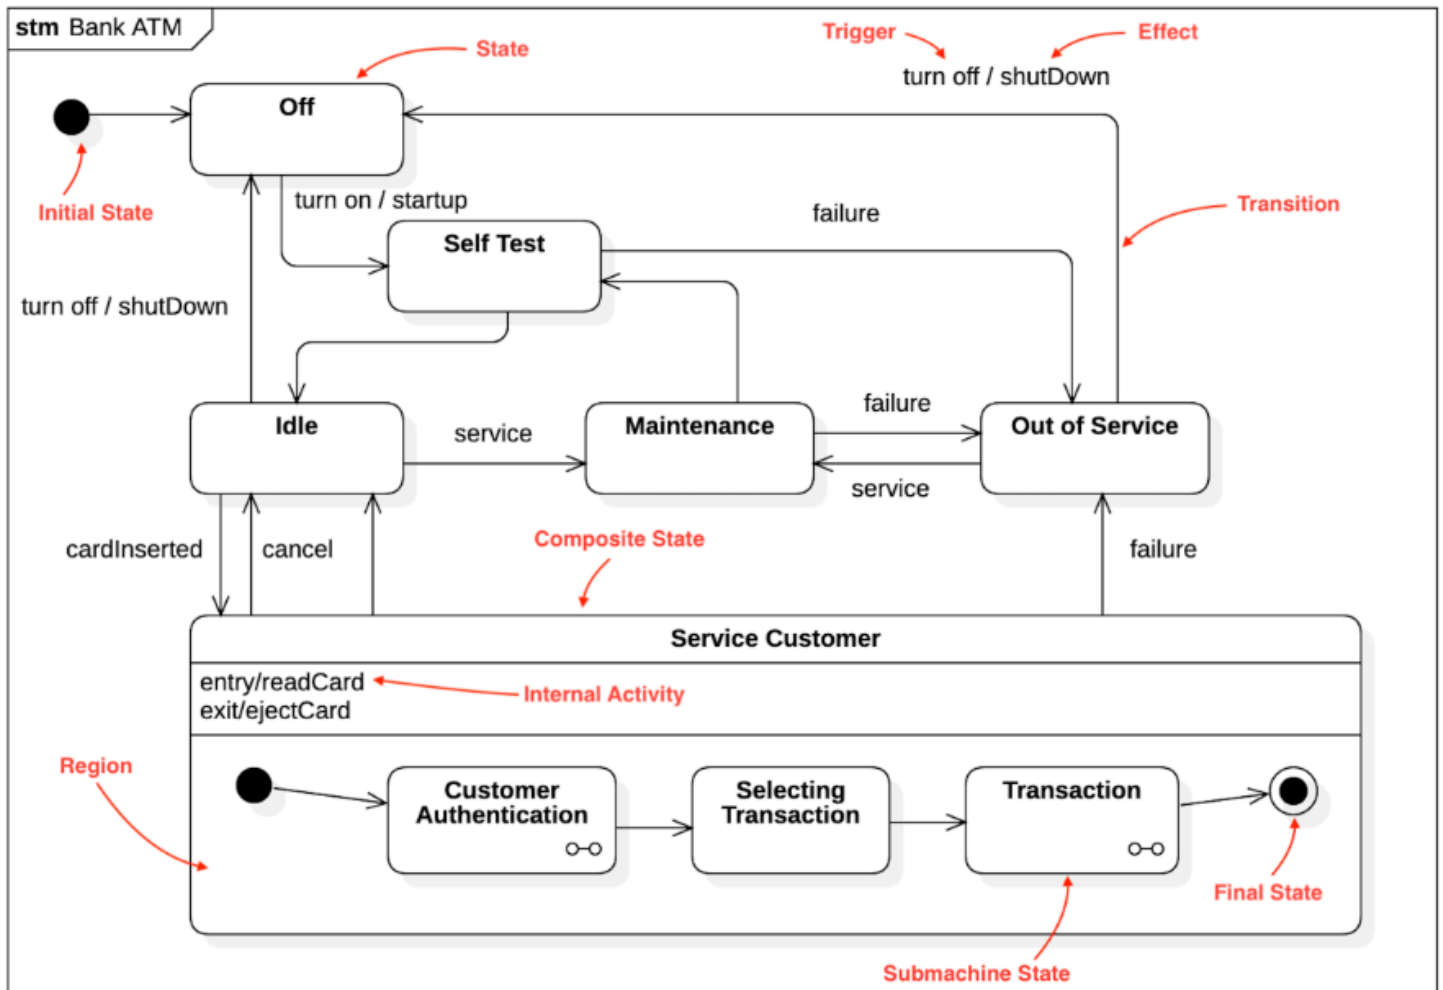 stm Bank ATM
Trigger
Effect
State
turn off / shutDown
Off
Initial State
turn on / startup
Transition
failure
Self Test
turn off / shutDown
Idle
service
Maintenance
failure
Out of Service
service
cardInserted
cancel
Composite State
failure
Service Customer
entry/readCard
Internal Activity
exit/ejectCard
Region
Customer
Authentication
Selecting
Transaction
Transaction
Final State
Submachine State